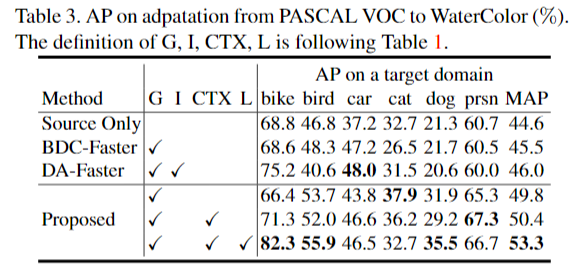 Table 3. AP on adpatation from PASCAL VOC to WaterColor (%).
The definition of G, I, CTX, L is following Table 1.
AP on a target domain
Method G I CTX L bike bird car cat dog prsn MAP
Source Only 68.8 46.8 37.2 32.7 21.3 60.7 44.6
BDC-Faster ✓ 68.6 48.3 47.2 26.5 21.7 60.5 45.5
DA-Faster ✓ ✓ 75.2 40.6 48.0 31.5 20.6 60.0 46.0
✓ 66.4 53.7 43.8 37.9 31.9 65.3 49.8
Proposed ✓ ✓ 71.3 52.0 46.6 36.2 29.2 67.3 50.4
✓ ✓ ✓ 82.3 55.9 46.5 32.7 35.5 66.7 53.3